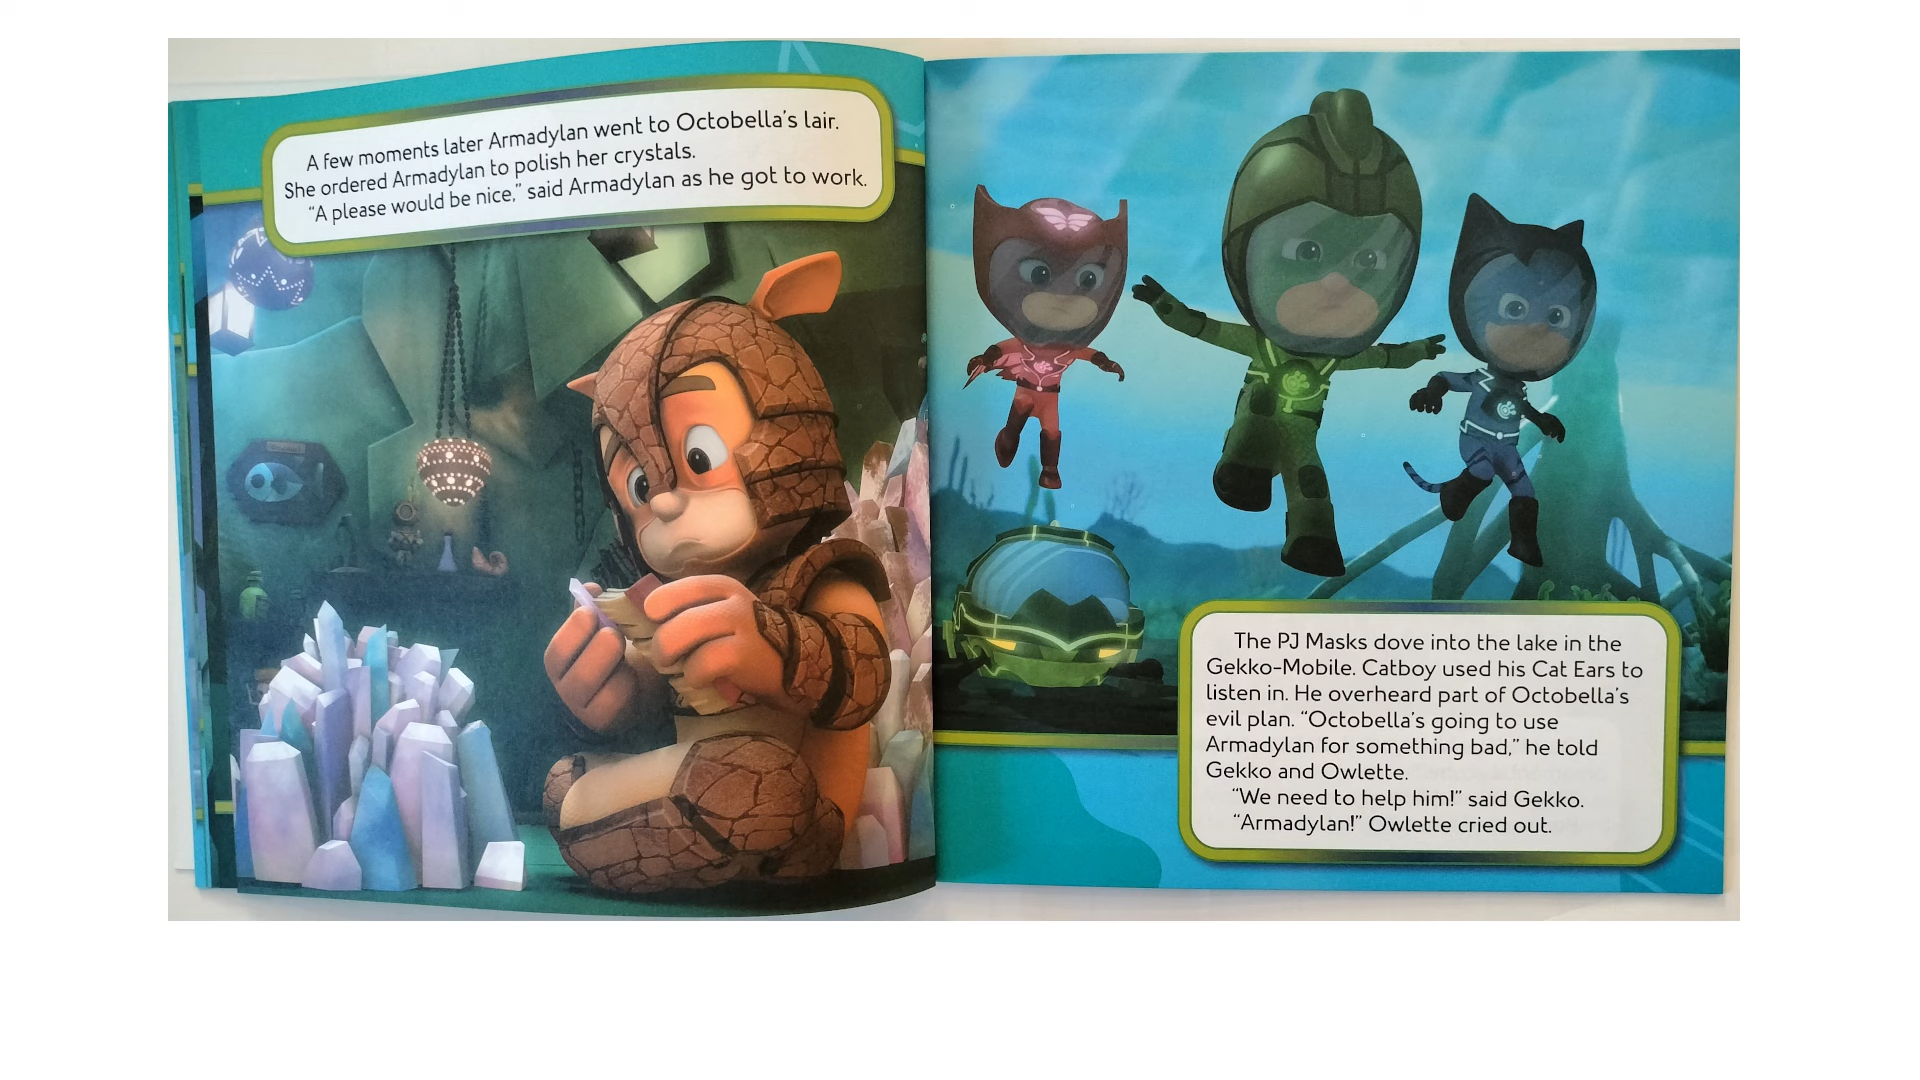 A few moments later Armadylan went to Octobella's lair.
She ordered Armadylan to polish her crystals.
“A please would be nice,” said Armadylan as he got to work.
The PJ Masks dove into the lake in the
Gekko-Mobile. Catboy used his Cat Ears to
listen in. He overheard part of Octobella's
evil plan. “Octobella's going to use
Armadylan for something bad,” he told
Gekko and Owlette.
“We need to help him!” said Gekko.
“Armadylan!” Owlette cried out.